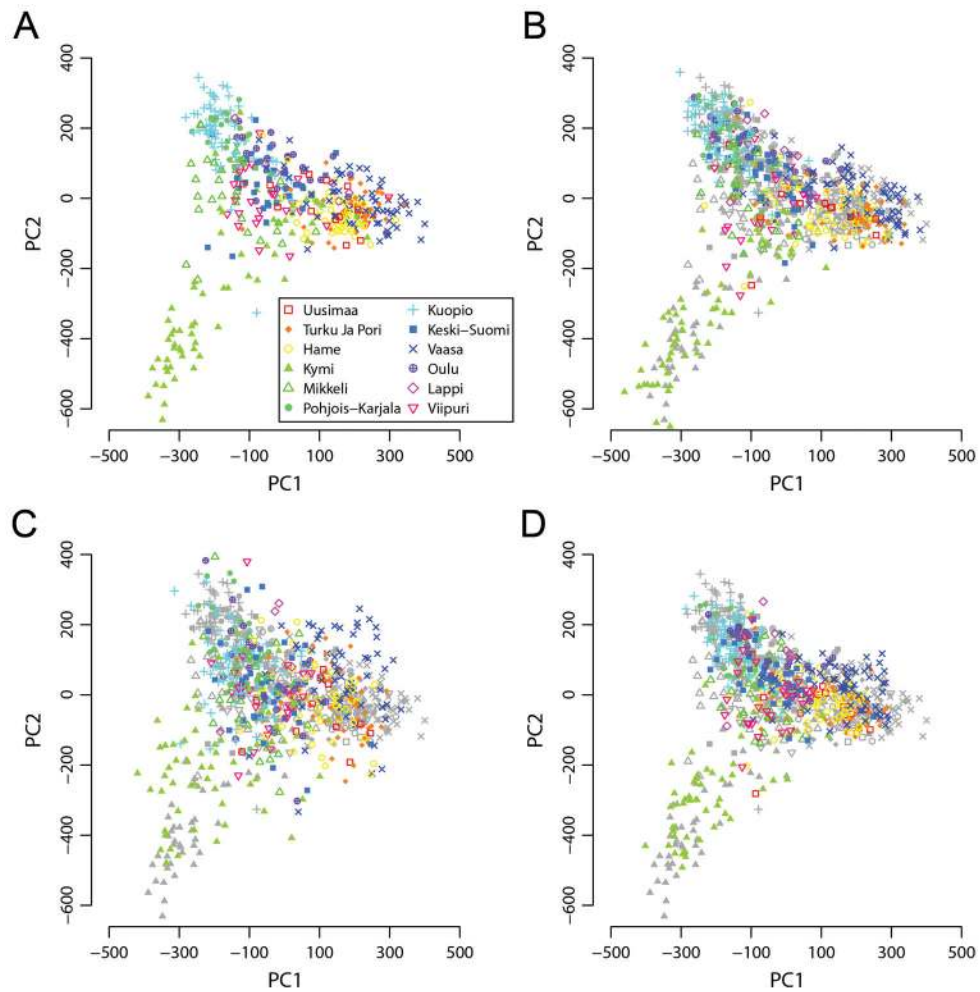 A
B
400
200
0
−200
−400
−600
PC2
−500 −300 −100 100 300 500
PC1
Uusimaa
Turku Ja Pori
Hame
Kymi
Mikkeli
Pohjois−Karjala
Kuopio
Keski−Suomi
Vaasa
Oulu
Lappi
Viipuri
400
200
0
−200
−400
−600
PC2
−500 −300 −100 100 300 500
PC1
C
D
400
200
0
−200
−400
−600
PC2
−500 −300 −100 100 300 500
PC1
400
200
0
−200
−400
−600
PC2
−500 −300 −100 100 300 500
PC1